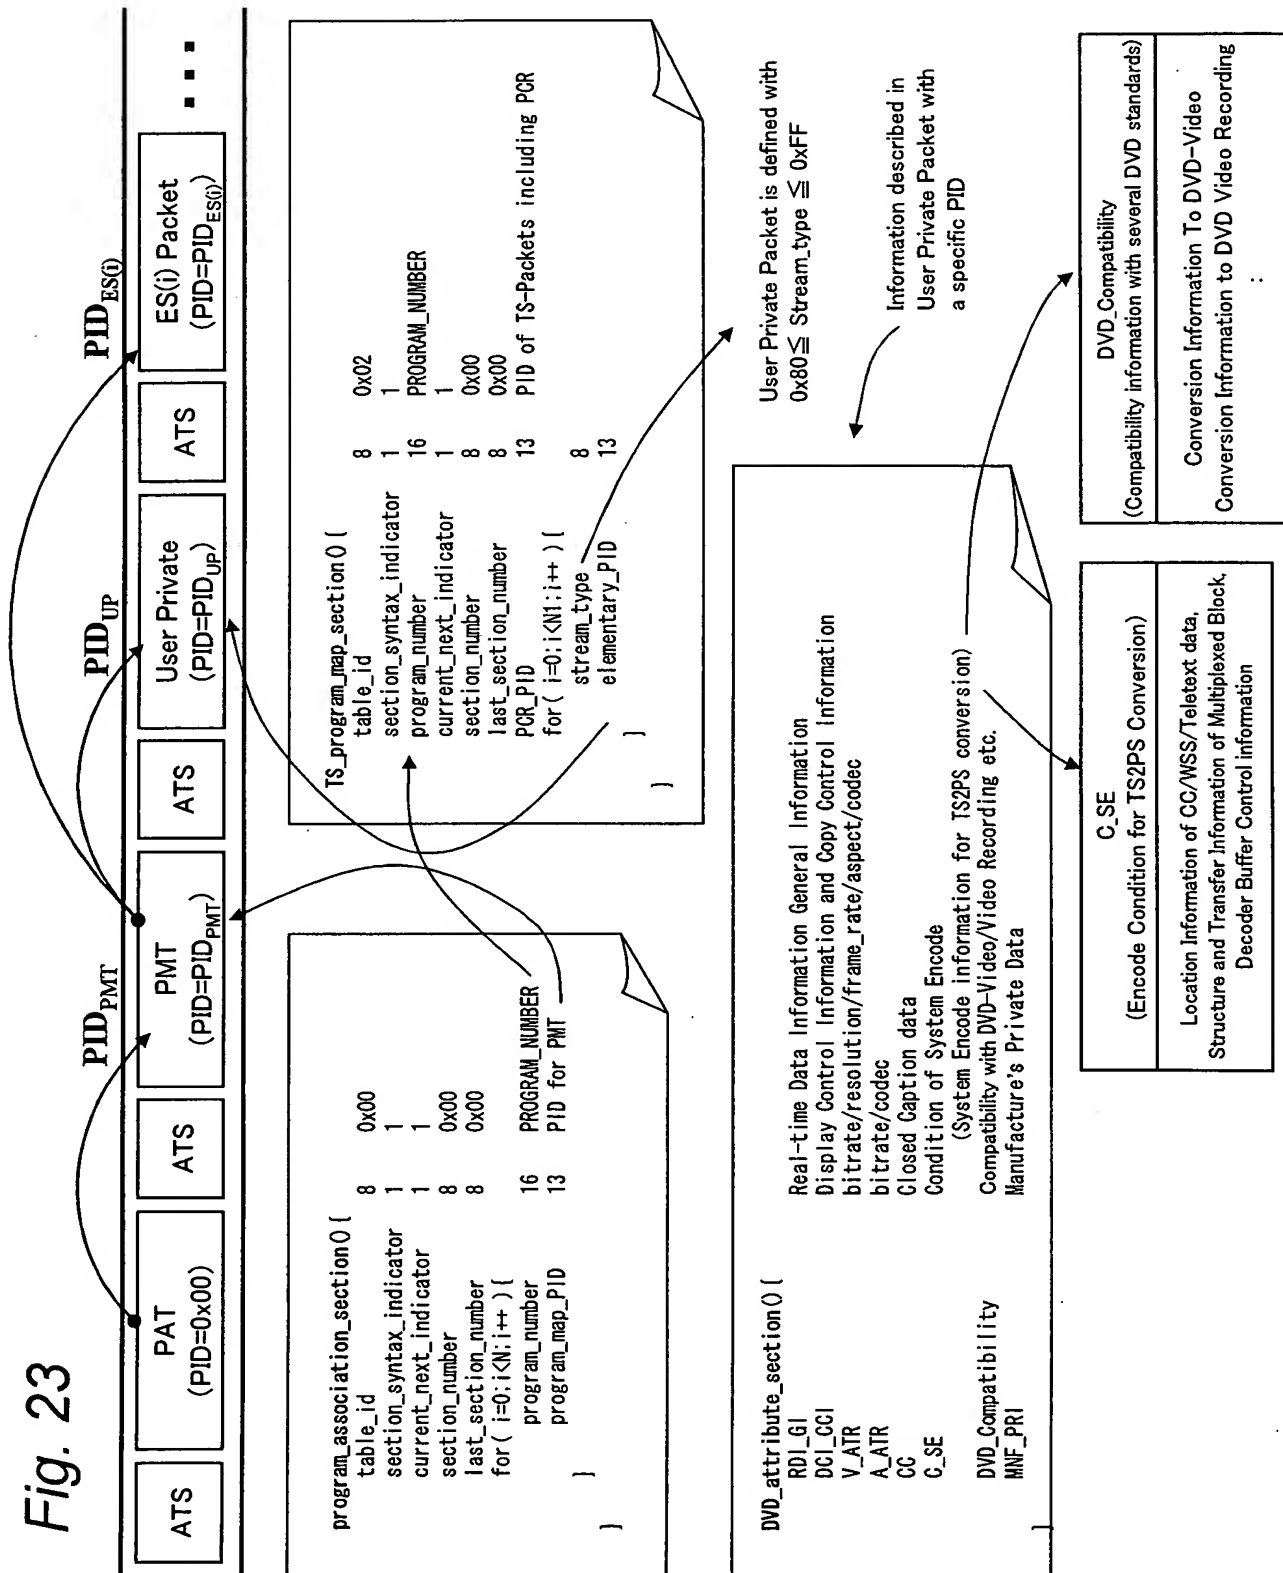 Fig. 23
ATS
PAT
(PID=0x00)
ATS
PID_PMT
PMT
(PID=PID_PMT)
ATS
PID_UP
User Private
(PID=PID_UP)
ATS
PID_ES(i)
ES(i) Packet
(PID=PID_ES(i))
▪ ▪ ▪
program_association_section() {
table_id 8 0x00
section_syntax_indicator 1 1
current_next_indicator 1 1
section_number 8 0x00
last_section_number 8 0x00
for( i=0;i<N;i++ ) {
program_number 16 PROGRAM_NUMBER
program_map_PID 13 PID for PMT
}
}
TS_program_map_section() {
table_id 8 0x02
section_syntax_indicator 1 1
program_number 16 PROGRAM_NUMBER
current_next_indicator 1 1
section_number 8 0x00
last_section_number 8 0x00
PCR_PID 13 PID of TS-Packets including PCR
for( i=0;i<N1;i++ ) {
stream_type 8
elementary_PID 13
}
}
User Private Packet is defined with
0x80≦ Stream_type ≦ 0xFF
Information described in
User Private Packet with
a specific PID
DVD_attribute_section() {
RDI_GI Real-time Data Information General Information
DCI_CCI Display Control Information and Copy Control Information
V_ATR bitrate/resolution/frame_rate/aspect/codec
A_ATR bitrate/codec
CC Closed Caption data
C_SE Condition of System Encode
(System Encode information for TS2PS conversion)
DVD_Compatibility Compatibility with DVD-Video/Video Recording etc.
MNF_PRI Manufacture's Private Data
}
C_SE
(Encode Condition for TS2PS Conversion)
Location Information of CC/WSS/Teletext data,
Structure and Transfer Information of Multiplexed Block,
Decoder Buffer Control information
DVD_Compatibility
(Compatibility information with several DVD standards)
Conversion Information To DVD-Video
Conversion Information to DVD Video Recording
: